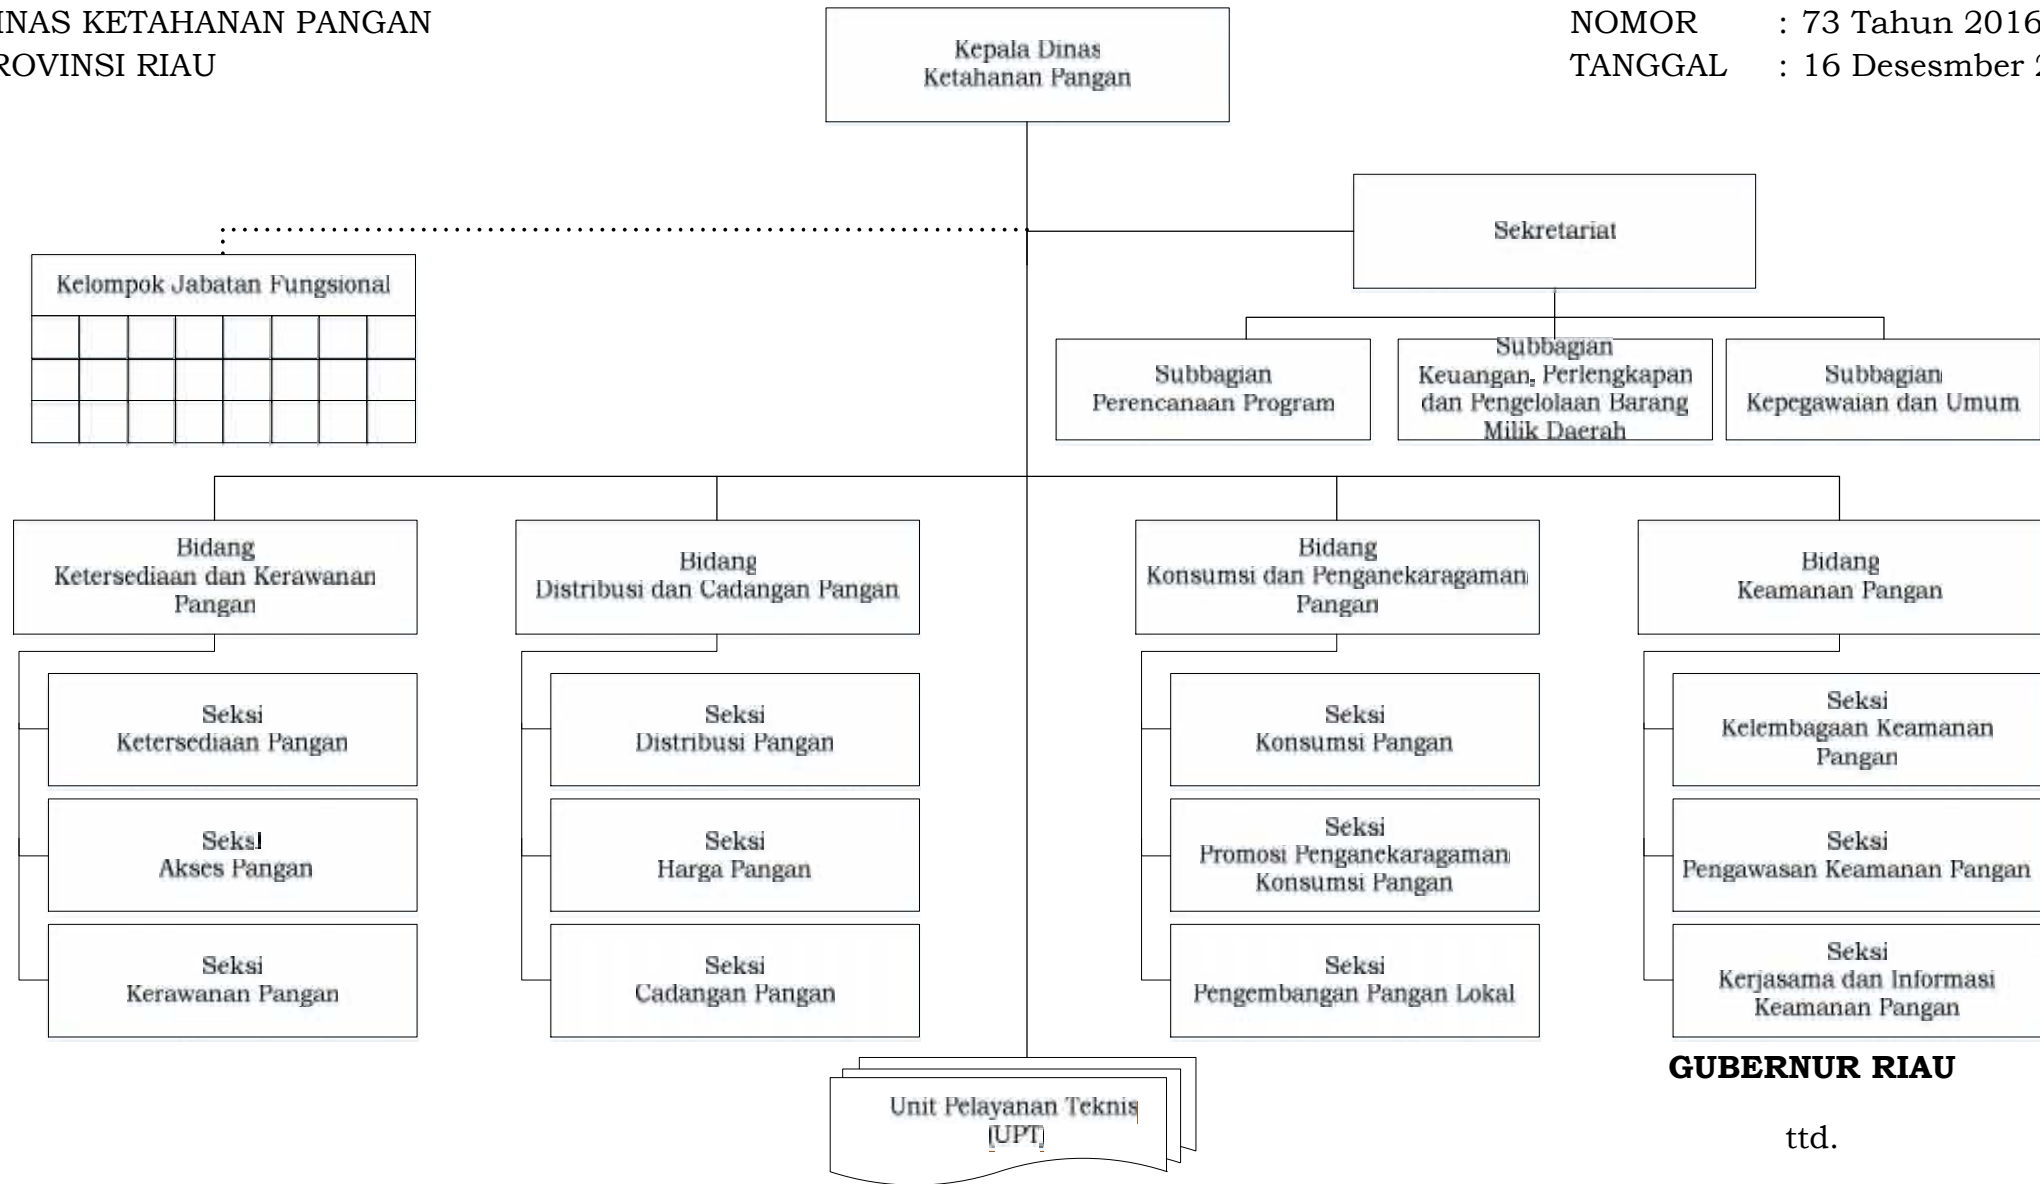 INAS KETAHANAN PANGAN
ROVINSI RIAU
NOMOR : 73 Tahun 2016
TANGGAL : 16 Desesmber 2
Kepala Dinas
Ketahanan Pangan
Sekretariat
Kelompok Jabatan Fungsional
Subbagian
Perencanaan Program
Subbagian
Keuangan, Perlengkapan
dan Pengelolaan Barang
Milik Daerah
Subbagian
Kepegawaian dan Umum
Bidang
Ketersediaan dan Kerawanan
Pangan
Bidang
Distribusi dan Cadangan Pangan
Bidang
Konsumsi dan Penganekaragaman
Pangan
Bidang
Keamanan Pangan
Seksi
Ketersediaan Pangan
Seksi
Distribusi Pangan
Seksi
Konsumsi Pangan
Seksi
Kelembagaan Keamanan
Pangan
Seksi
Akses Pangan
Seksi
Harga Pangan
Seksi
Promosi Penganekaragaman
Konsumsi Pangan
Seksi
Pengawasan Keamanan Pangan
Seksi
Kerawanan Pangan
Seksi
Cadangan Pangan
Seksi
Pengembangan Pangan Lokal
Seksi
Kerjasama dan Informasi
Keamanan Pangan
Unit Pelayanan Teknis
(UPT)
GUBERNUR RIAU
ttd.